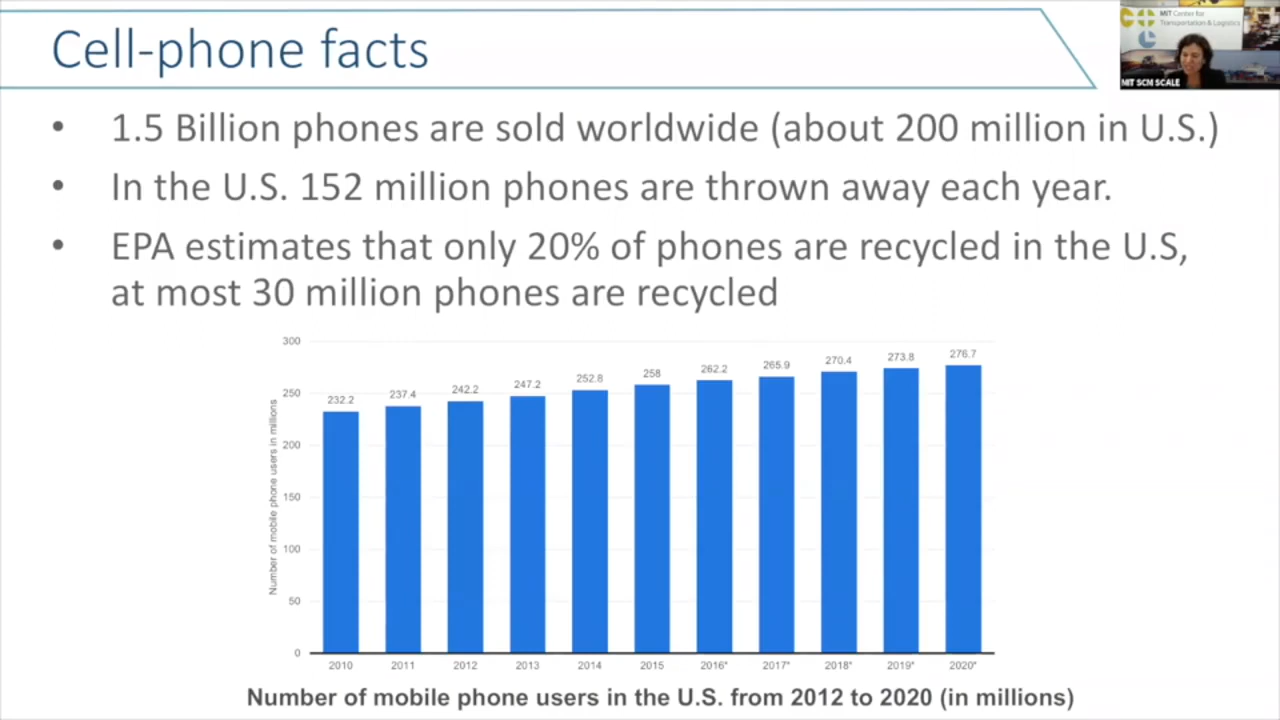 Cell-phone facts
MIT Center for
Transportation & Logistics
MIT SCM SCALE
• 1.5 Billion phones are sold worldwide (about 200 million in U.S.)
• In the U.S. 152 million phones are thrown away each year.
• EPA estimates that only 20% of phones are recycled in the U.S,
at most 30 million phones are recycled
Number of mobile phone users in millions
300
250
200
150
100
50
0
232.2 237.4 242.2 247.2 252.8 258 262.2 265.9 270.4 273.8 276.7
2010 2011 2012 2013 2014 2015 2016* 2017* 2018* 2019* 2020*
Number of mobile phone users in the U.S. from 2012 to 2020 (in millions)